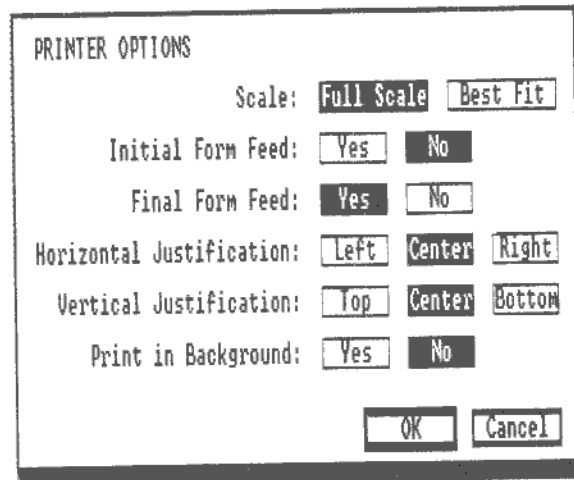 PRINTER OPTIONS
Scale: Full Scale Best Fit
Initial Form Feed: Yes No
Final Form Feed: Yes No
Horizontal Justification: Left Center Right
Vertical Justification: Top Center Bottom
Print in Background: Yes No
OK Cancel